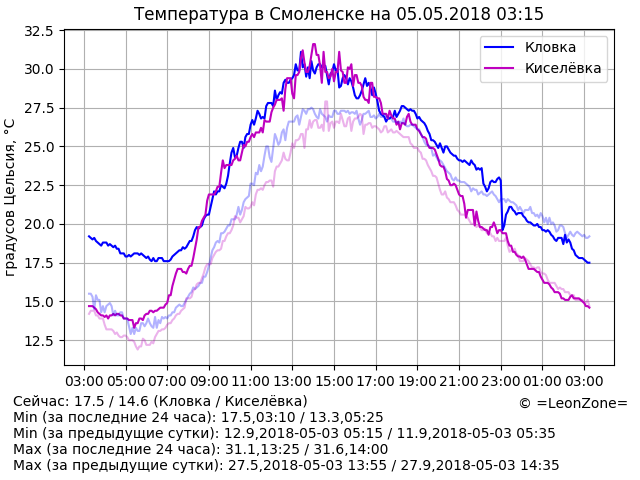 Температура в Смоленске на 05.05.2018 03:15
градусов Цельсия, °C
32.5
30.0
27.5
25.0
22.5
20.0
17.5
15.0
12.5
Кловка
Киселёвка
03:00 05:00 07:00 09:00 11:00 13:00 15:00 17:00 19:00 21:00 23:00 01:00 03:00
Сейчас: 17.5 / 14.6 (Кловка / Киселёвка)
© =LeonZone=
Min (за последние 24 часа): 17.5,03:10 / 13.3,05:25
Min (за предыдущие сутки): 12.9,2018-05-03 05:15 / 11.9,2018-05-03 05:35
Max (за последние 24 часа): 31.1,13:25 / 31.6,14:00
Max (за предыдущие сутки): 27.5,2018-05-03 13:55 / 27.9,2018-05-03 14:35